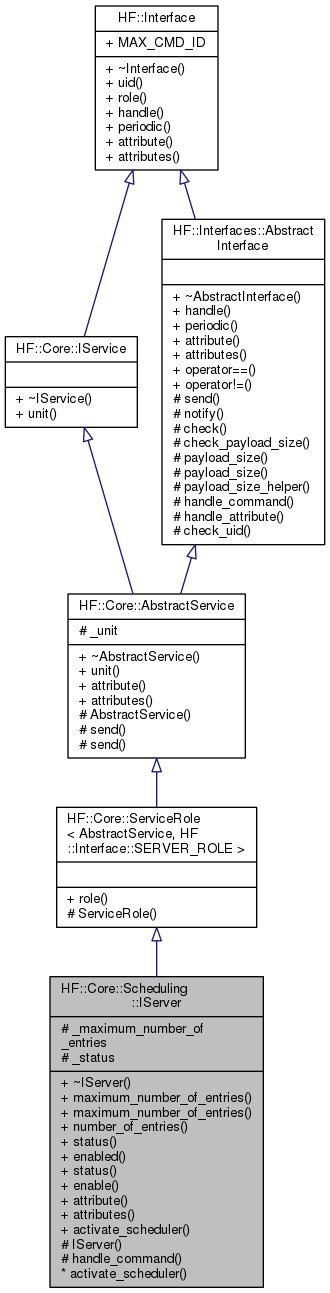 HF::Interface
+ MAX_CMD_ID
+ ~Interface()
+ uid()
+ role()
+ handle()
+ periodic()
+ attribute()
+ attributes()
HF::Interfaces::Abstract
Interface
+ ~AbstractInterface()
+ handle()
+ periodic()
+ attribute()
+ attributes()
+ operator==()
+ operator!=()
# send()
# notify()
# check()
# check_payload_size()
# payload_size()
# payload_size()
# payload_size_helper()
# handle_command()
# handle_attribute()
# check_uid()
HF::Core::IService
+ ~IService()
+ unit()
HF::Core::AbstractService
# _unit
+ ~AbstractService()
+ unit()
+ attribute()
+ attributes()
# AbstractService()
# send()
# send()
HF::Core::ServiceRole
< AbstractService, HF
::Interface::SERVER_ROLE >
+ role()
# ServiceRole()
HF::Core::Scheduling
::IServer
# _maximum_number_of
_entries
# _status
+ ~IServer()
+ maximum_number_of_entries()
+ maximum_number_of_entries()
+ number_of_entries()
+ status()
+ enabled()
+ status()
+ enable()
+ attribute()
+ attributes()
+ activate_scheduler()
# IServer()
# handle_command()
* activate_scheduler()